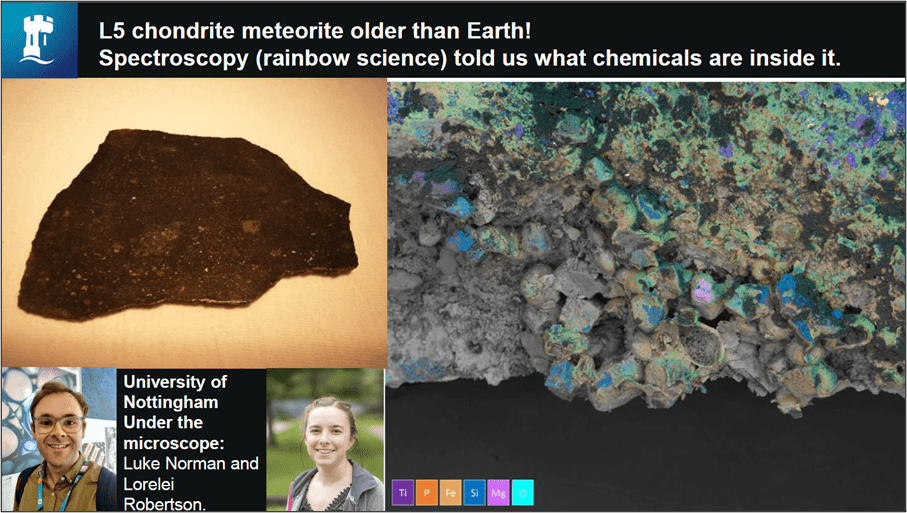 L5 chondrite meteorite older than Earth!
Spectroscopy (rainbow science) told us what chemicals are inside it.
University of
Nottingham
Under the
microscope:
Luke Norman and
Lorelei
Robertson.
Ti P Fe Si Mg O